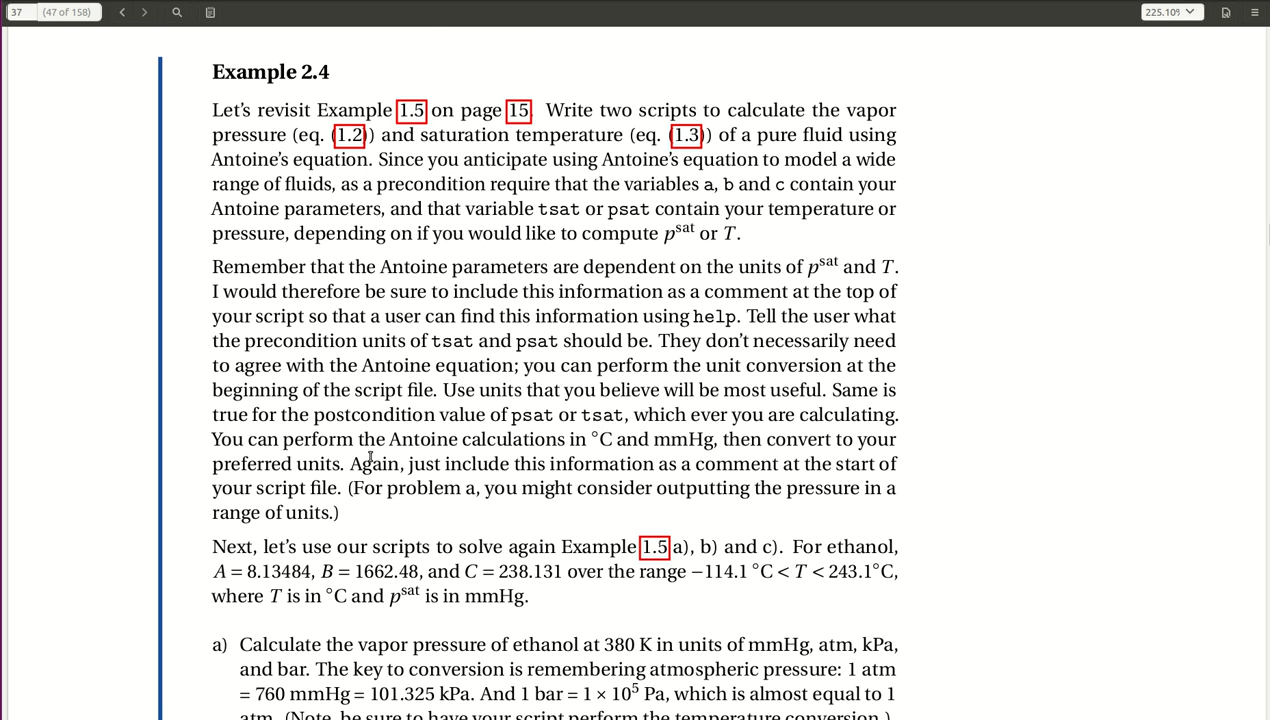 37 (47 of 158) 225.10%
Example 2.4
Let's revisit Example 1.5 on page 15. Write two scripts to calculate the vapor
pressure (eq. (1.2)) and saturation temperature (eq. (1.3)) of a pure fluid using
Antoine's equation. Since you anticipate using Antoine's equation to model a wide
range of fluids, as a precondition require that the variables a, b and c contain your
Antoine parameters, and that variable tsat or psat contain your temperature or
pressure, depending on if you would like to compute p^sat or T.
Remember that the Antoine parameters are dependent on the units of p^sat and T.
I would therefore be sure to include this information as a comment at the top of
your script so that a user can find this information using help. Tell the user what
the precondition units of tsat and psat should be. They don't necessarily need
to agree with the Antoine equation; you can perform the unit conversion at the
beginning of the script file. Use units that you believe will be most useful. Same is
true for the postcondition value of psat or tsat, which ever you are calculating.
You can perform the Antoine calculations in °C and mmHg, then convert to your
preferred units. Again, just include this information as a comment at the start of
your script file. (For problem a, you might consider outputting the pressure in a
range of units.)
Next, let's use our scripts to solve again Example 1.5 a), b) and c). For ethanol,
A = 8.13484, B = 1662.48, and C = 238.131 over the range −114.1 °C < T < 243.1°C,
where T is in °C and p^sat is in mmHg.
a) Calculate the vapor pressure of ethanol at 380 K in units of mmHg, atm, kPa,
and bar. The key to conversion is remembering atmospheric pressure: 1 atm
= 760 mmHg = 101.325 kPa. And 1 bar = 1 × 10^5 Pa, which is almost equal to 1
atm. (Note, be sure to have your script perform the temperature conversion.)